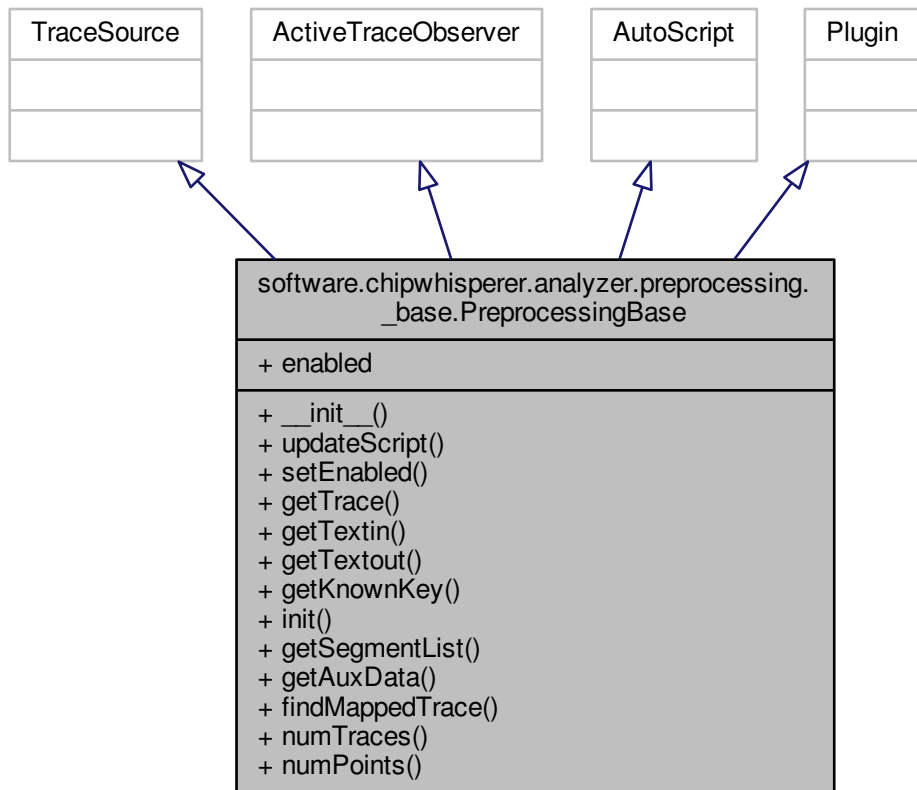 TraceSource
ActiveTraceObserver
AutoScript
Plugin
software.chipwhisperer.analyzer.preprocessing.
_base.PreprocessingBase
+ enabled
+ __init__()
+ updateScript()
+ setEnabled()
+ getTrace()
+ getTextin()
+ getTextout()
+ getKnownKey()
+ init()
+ getSegmentList()
+ getAuxData()
+ findMappedTrace()
+ numTraces()
+ numPoints()